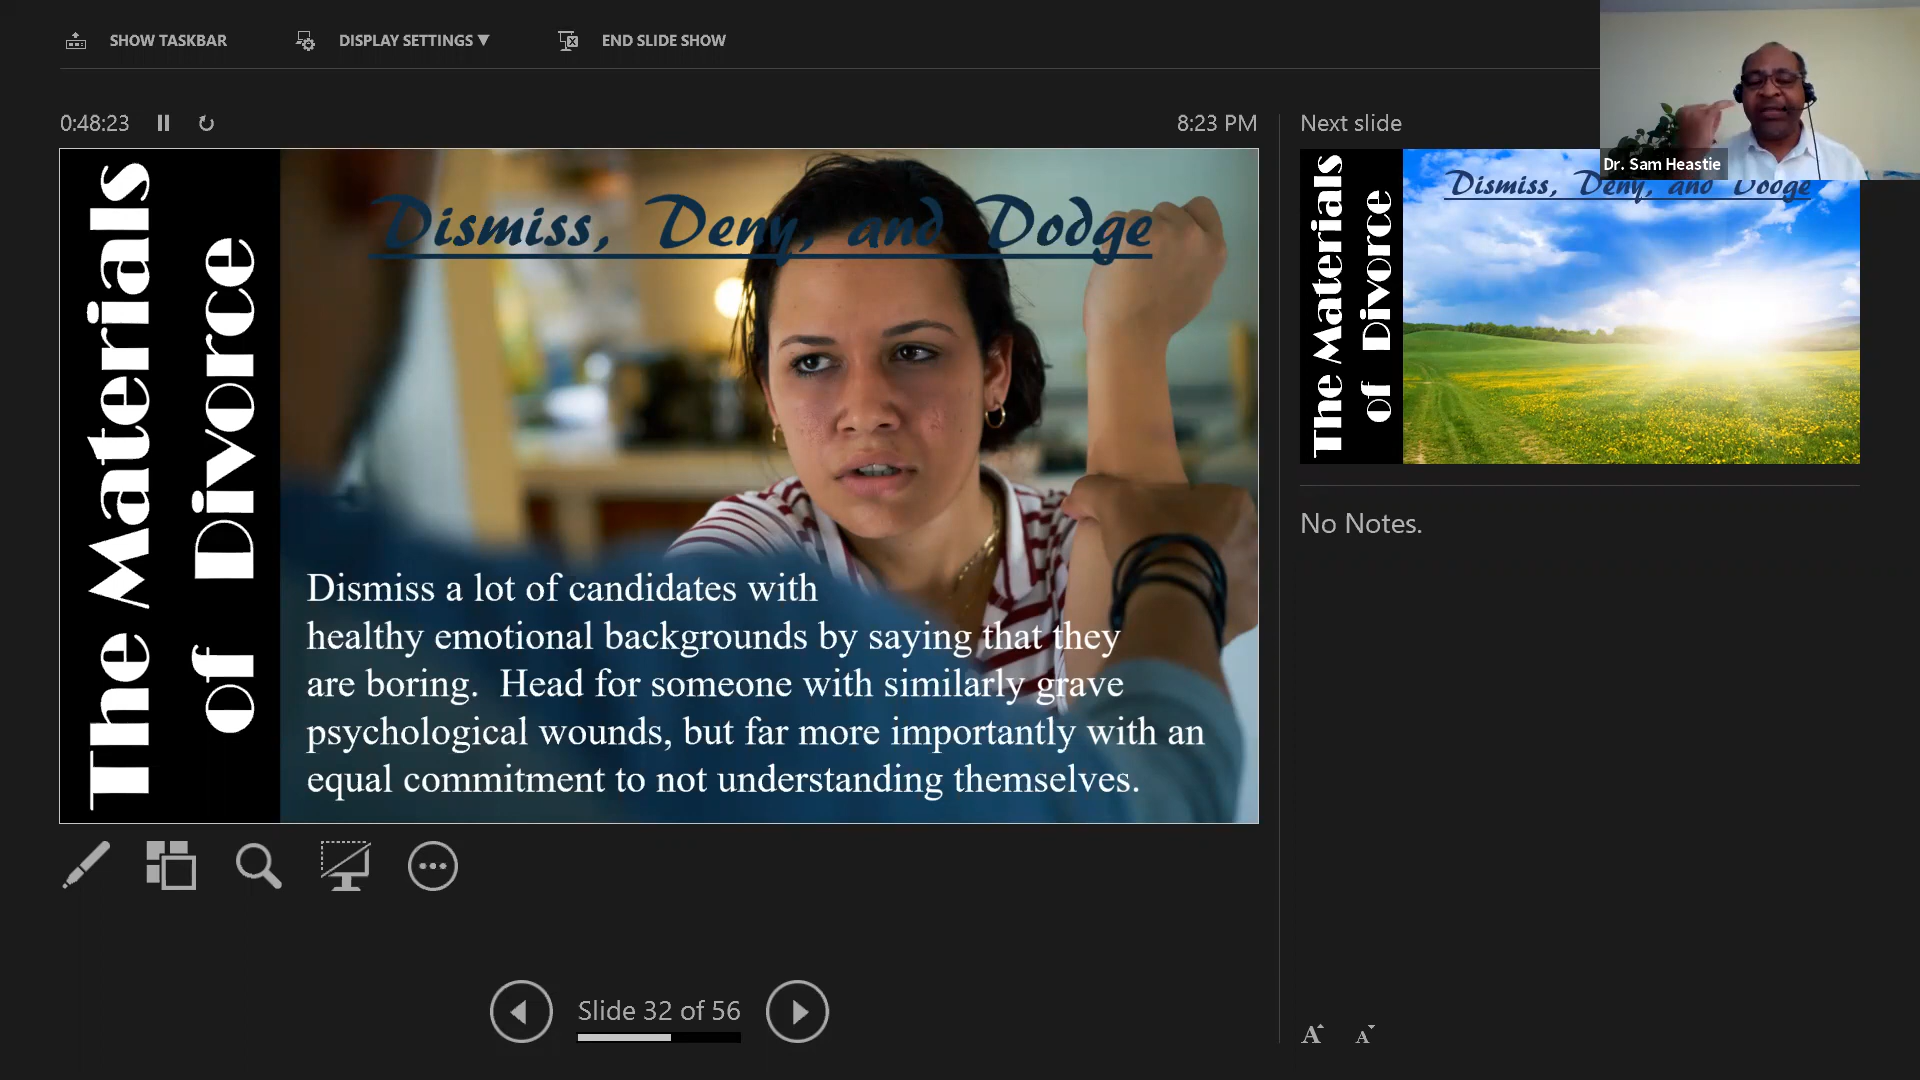 SHOW TASKBAR
DISPLAY SETTINGS ▼
END SLIDE SHOW
0:48:23
8:23 PM
Next slide
Dr. Sam Heastie
The Materials
of Divorce
Dismiss, Deny, and Dodge
Dismiss a lot of candidates with
healthy emotional backgrounds by saying that they
are boring.  Head for someone with similarly grave
psychological wounds, but far more importantly with an
equal commitment to not understanding themselves.
The Materials
of Divorce
Dismiss, Deny, and Dodge
No Notes.
Slide 32 of 56
A A